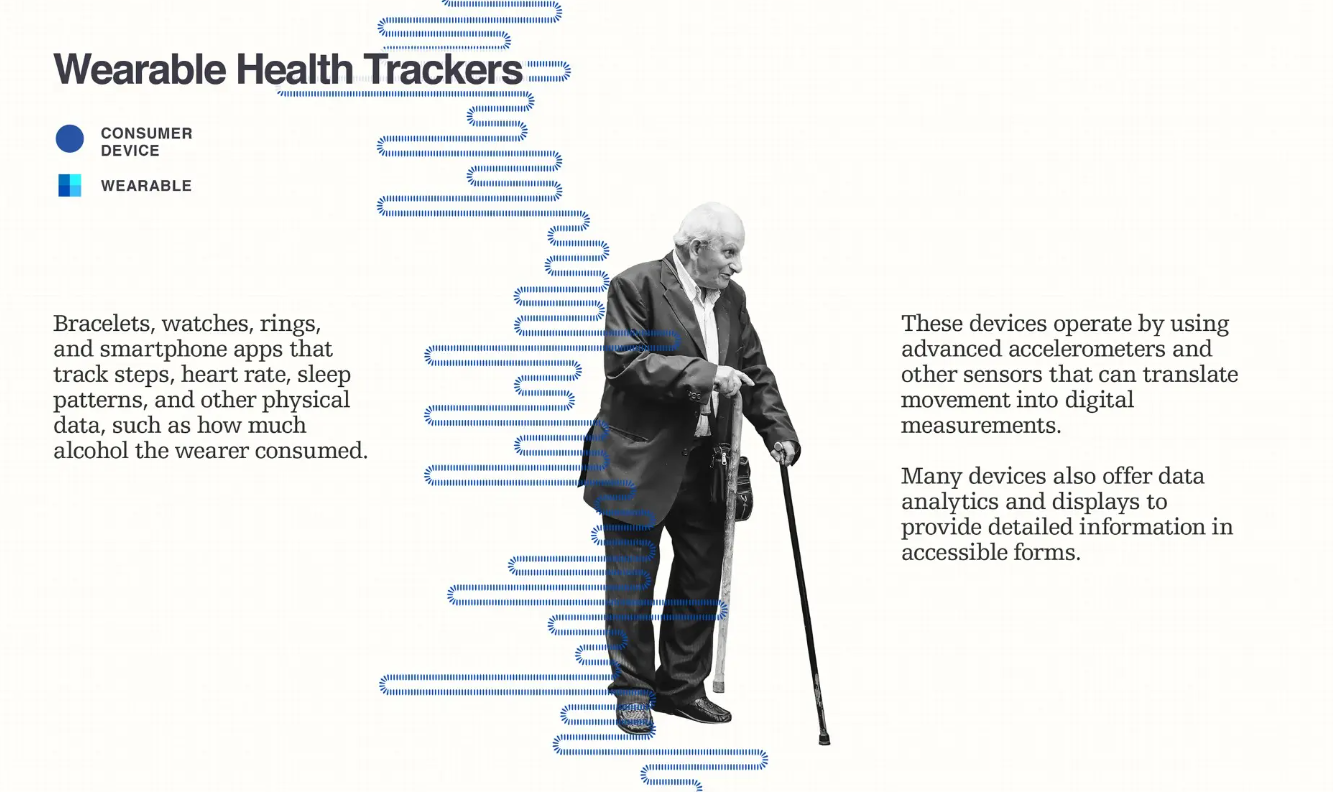 Wearable Health Trackers
CONSUMER
DEVICE
WEARABLE
Bracelets, watches, rings,
and smartphone apps that
track steps, heart rate, sleep
patterns, and other physical
data, such as how much
alcohol the wearer consumed.
These devices operate by using
advanced accelerometers and
other sensors that can translate
movement into digital
measurements.
Many devices also offer data
analytics and displays to
provide detailed information in
accessible forms.